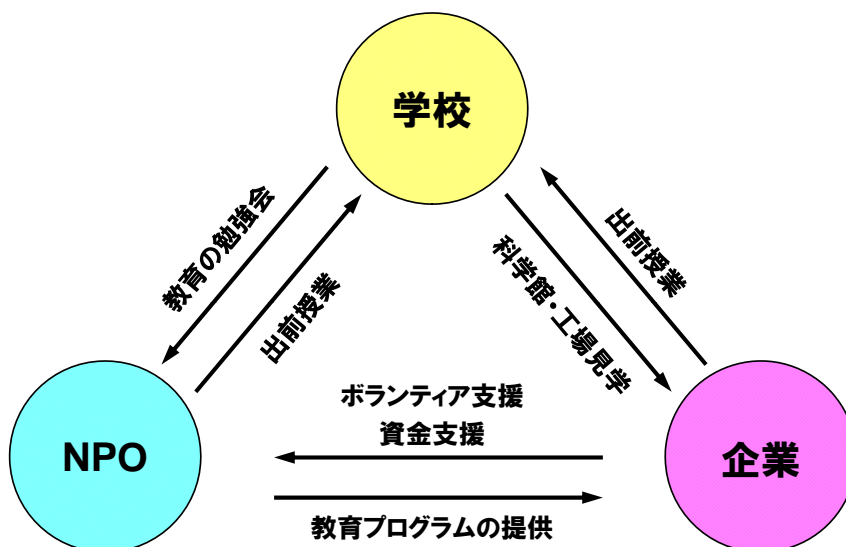 学校
教育の勉強会
出前授業
科学館・工場見学
出前授業
ボランティア支援
資金支援
NPO
企業
教育プログラムの提供